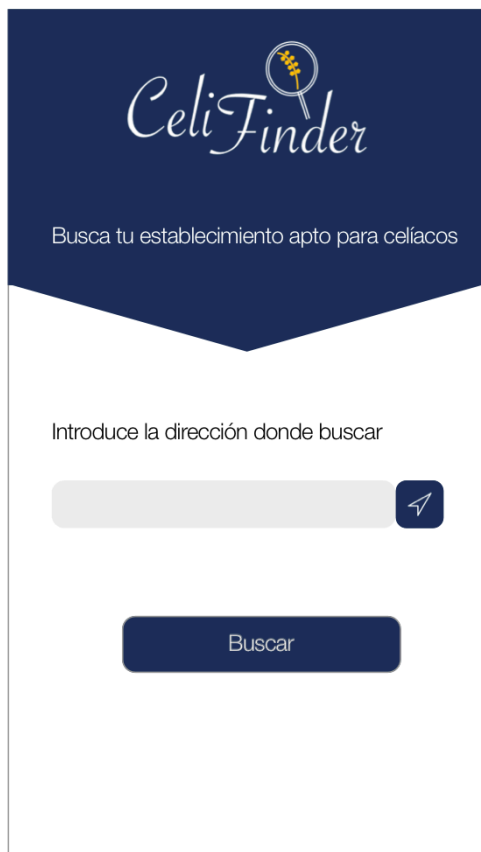 CeliFinder
Busca tu establecimiento apto para celíacos
Introduce la dirección donde buscar
Buscar